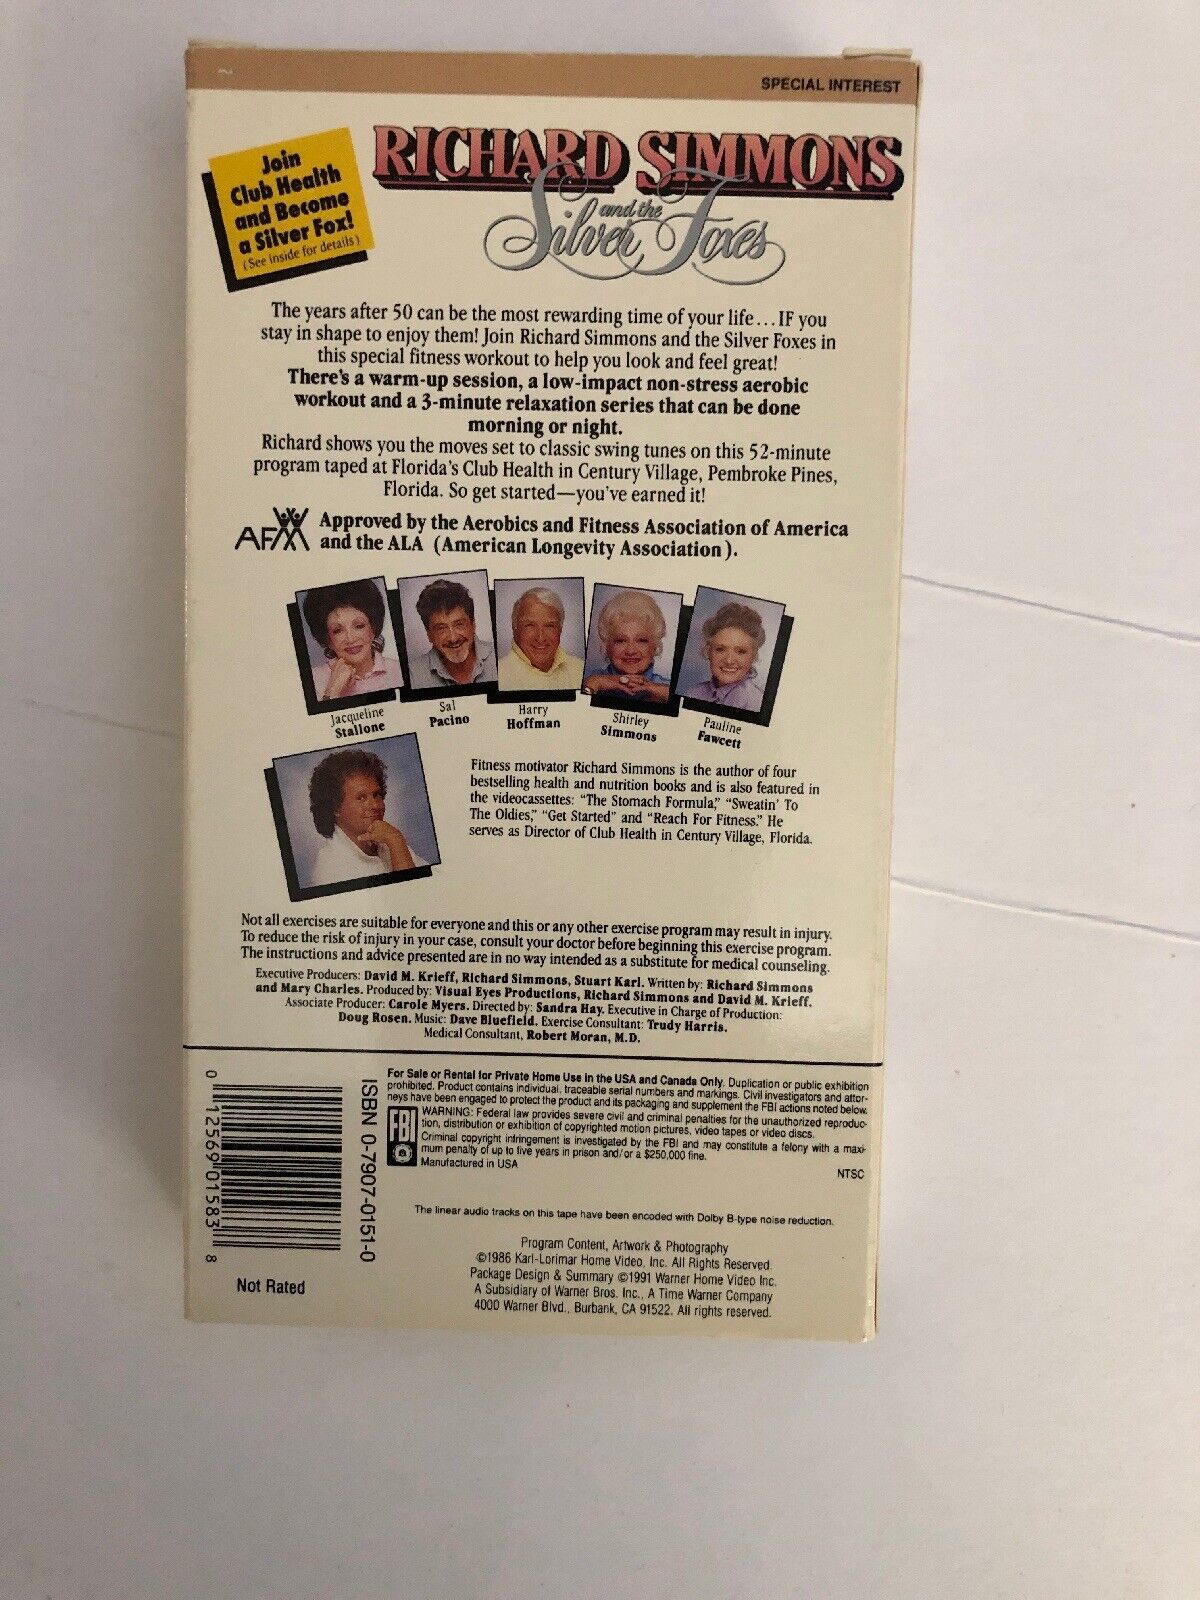 SPECIAL INTEREST
Join
Club Health
and Become
a Silver Fox!
(See inside for details)
RICHARD SIMMONS
and the
Silver Foxes
The years after 50 can be the most rewarding time of your life...IF you
stay in shape to enjoy them! Join Richard Simmons and the Silver Foxes in
this special fitness workout to help you look and feel great!
There's a warm-up session, a low-impact non-stress aerobic
workout and a 3-minute relaxation series that can be done
morning or night.
Richard shows you the moves set to classic swing tunes on this 52-minute
program taped at Florida's Club Health in Century Village, Pembroke Pines,
Florida. So get started—you've earned it!
AFAA
Approved by the Aerobics and Fitness Association of America
and the ALA (American Longevity Association).
Jacqueline
Stallone
Sal
Pacino
Harry
Hoffman
Shirley
Simmons
Pauline
Fawcett
Fitness motivator Richard Simmons is the author of four
bestselling health and nutrition books and is also featured in
the videocassettes: "The Stomach Formula," "Sweatin' To
The Oldies," "Get Started" and "Reach For Fitness." He
serves as Director of Club Health in Century Village, Florida.
Not all exercises are suitable for everyone and this or any other exercise program may result in injury.
To reduce the risk of injury in your case, consult your doctor before beginning this exercise program.
The instructions and advice presented are in no way intended as a substitute for medical counseling.
Executive Producers: David M. Krieff, Richard Simmons, Stuart Karl. Written by: Richard Simmons
and Mary Charles. Produced by: Visual Eyes Productions, Richard Simmons and David M. Krieff.
Associate Producer: Carole Myers. Directed by: Sandra Hay. Executive in Charge of Production:
Doug Rosen. Music: Dave Bluefield. Exercise Consultant: Trudy Harris.
Medical Consultant, Robert Moran, M.D.
0 12569 01583 8
ISBN 0-7907-0151-0
Not Rated
For Sale or Rental for Private Home Use in the USA and Canada Only. Duplication or public exhibition
prohibited. Product contains individual, traceable serial numbers and markings. Civil investigators and attor-
neys have been engaged to protect the product and its packaging and supplement the FBI actions noted below.
FBI
WARNING: Federal law provides severe civil and criminal penalties for the unauthorized reproduc-
tion, distribution or exhibition of copyrighted motion pictures, video tapes or video discs.
Criminal copyright infringement is investigated by the FBI and may constitute a felony with a maxi-
mum penalty of up to five years in prison and/or a $250,000 fine.
Manufactured in USA
NTSC
The linear audio tracks on this tape have been encoded with Dolby B-type noise reduction.
Program Content, Artwork & Photography
©1986 Karl-Lorimar Home Video, Inc. All Rights Reserved.
Package Design & Summary ©1991 Warner Home Video Inc.
A Subsidiary of Warner Bros. Inc., A Time Warner Company
4000 Warner Blvd., Burbank, CA 91522. All rights reserved.